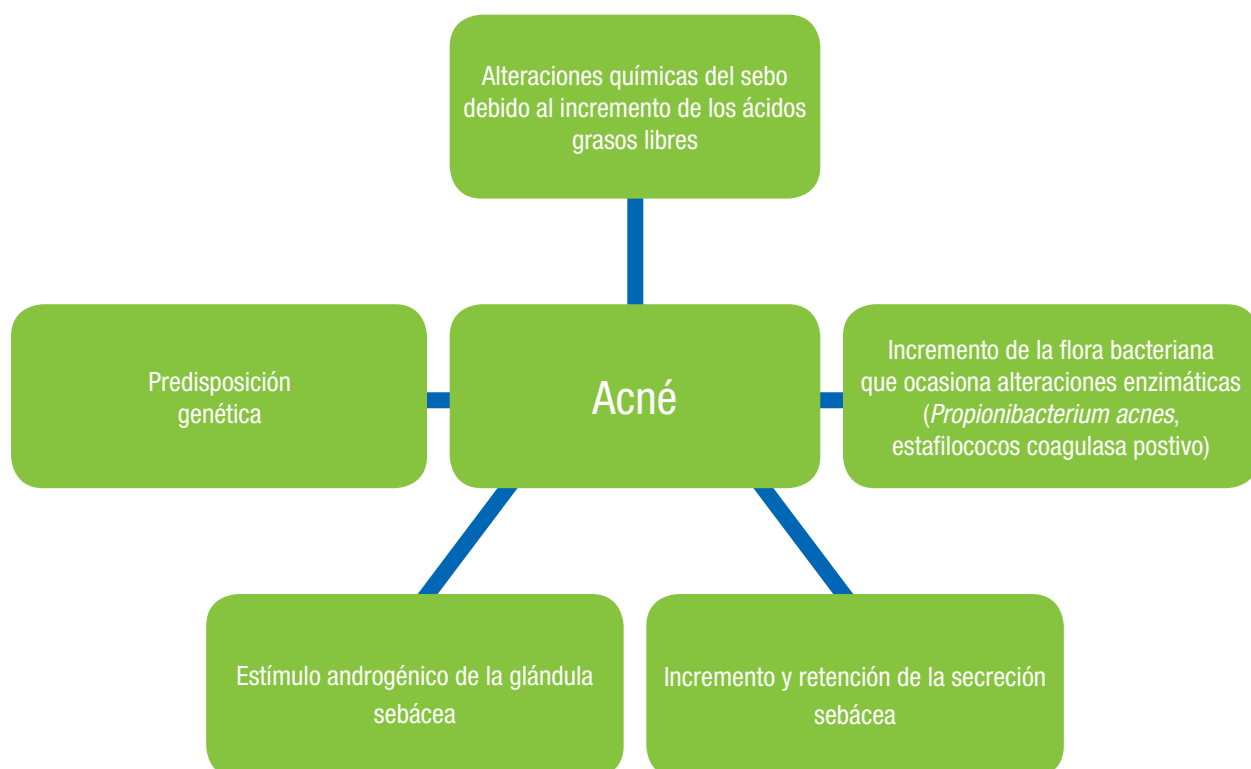 Alteraciones químicas del sebo
debido al incremento de los ácidos
grasos libres
Predisposición
genética
Acné
Incremento de la flora bacteriana
que ocasiona alteraciones enzimáticas
(Propionibacterium acnes,
estafilococos coagulasa postivo)
Estímulo androgénico de la glándula
sebácea
Incremento y retención de la secreción
sebácea